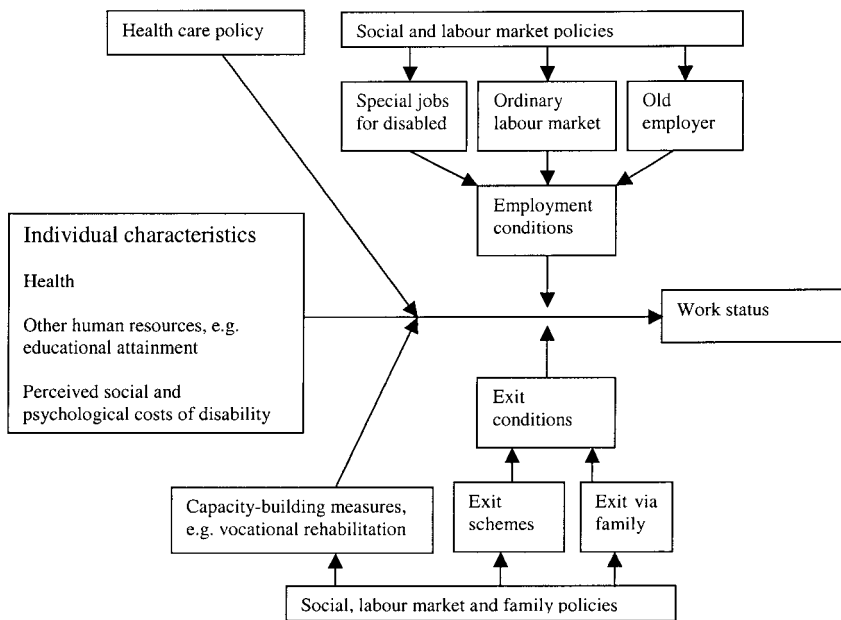 Health care policy
Social and labour market policies
Special jobs
for disabled
Ordinary
labour market
Old
employer
Employment
conditions
Individual characteristics
Health
Other human resources, e.g.
educational attainment
Perceived social and
psychological costs of disability
Work status
Exit
conditions
Capacity-building measures,
e.g. vocational rehabilitation
Exit
schemes
Exit via
family
Social, labour market and family policies